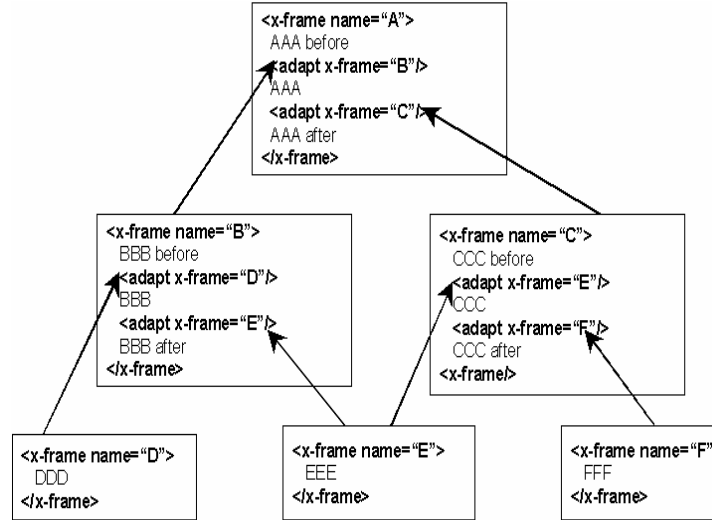 <x-frame name=“A”>
AAA before
<adapt x-frame=“B”/>
AAA
<adapt x-frame=“C”/>
AAA after
</x-frame>
<x-frame name=“B”>
BBB before
<adapt x-frame=“D”/>
BBB
<adapt x-frame=“E”/>
BBB after
</x-frame>
<x-frame name=“C”>
CCC before
<adapt x-frame=“E”/>
CCC
<adapt x-frame=“F”/>
CCC after
<x-frame/>
<x-frame name=“D”>
DDD
</x-frame>
<x-frame name=“E”>
EEE
</x-frame>
<x-frame name=“F”
FFF
</x-frame>